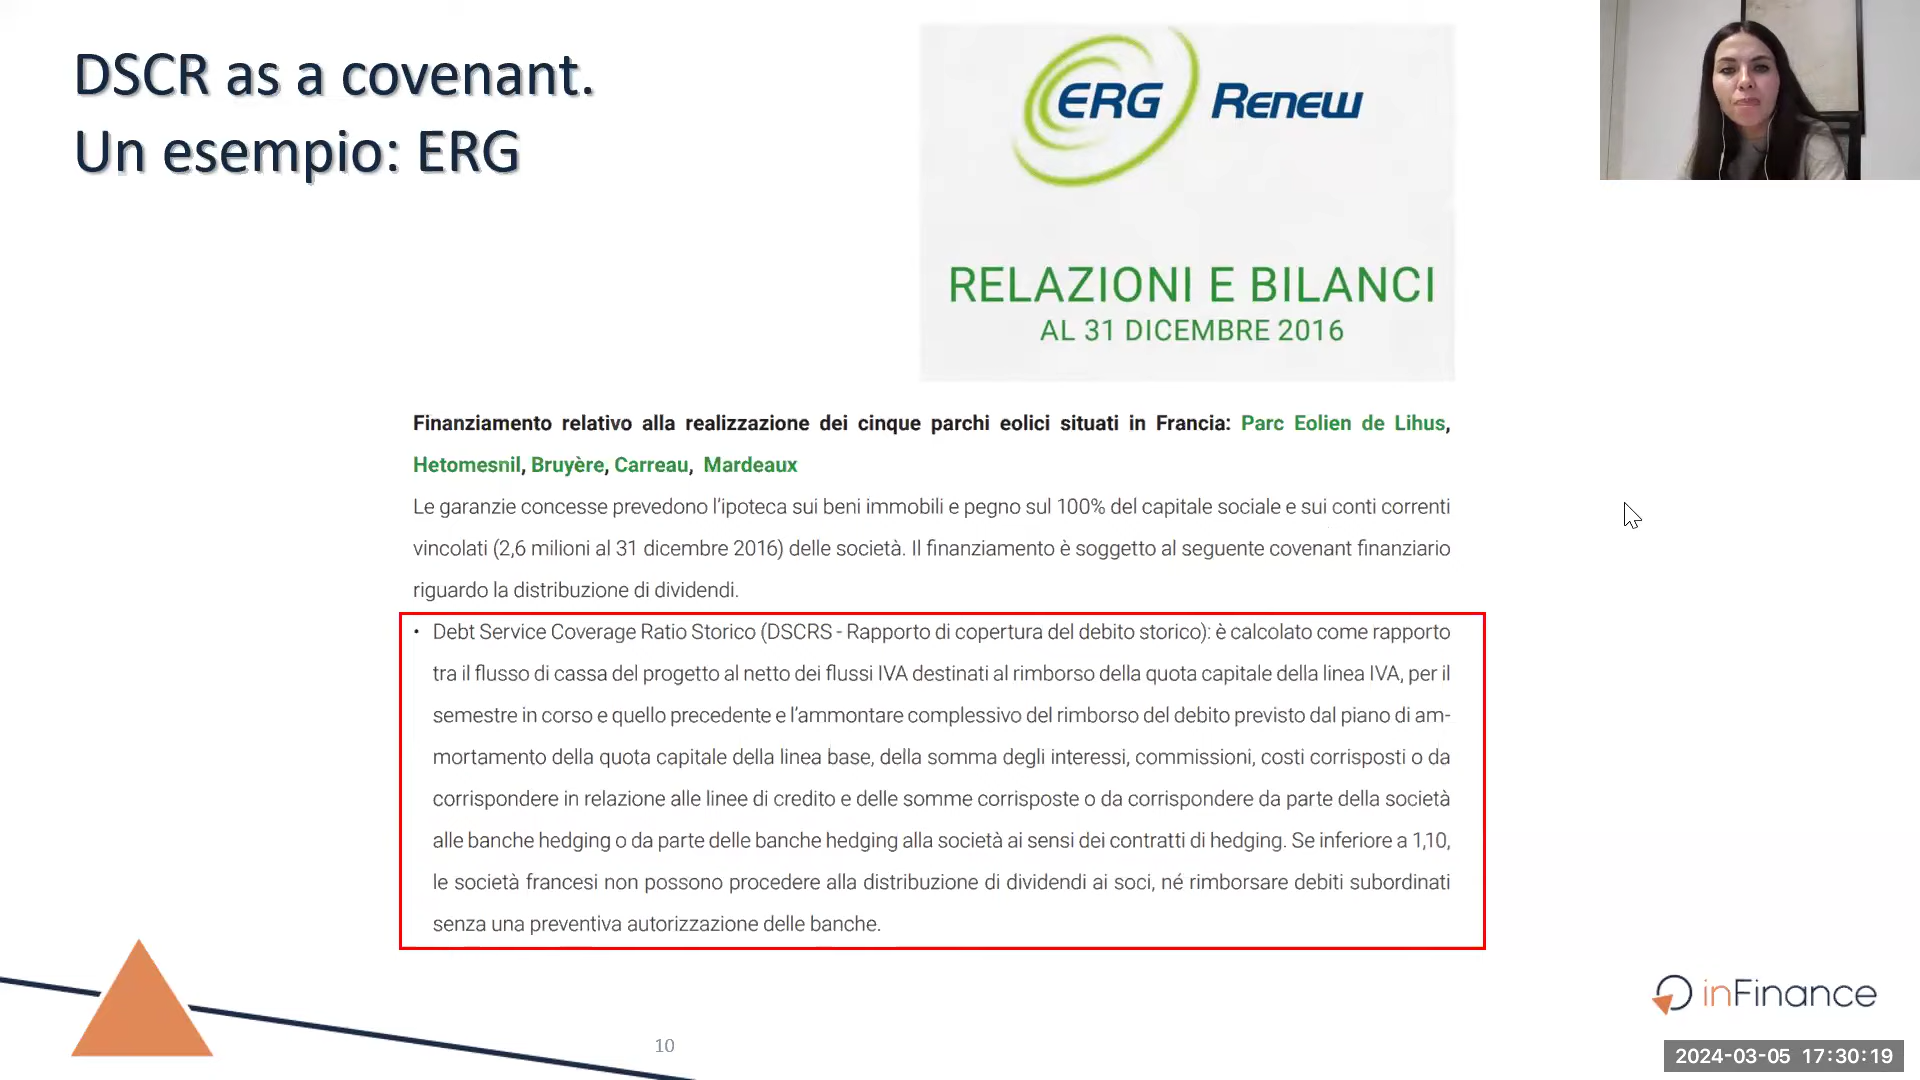 DSCR as a covenant.
Un esempio: ERG
ERG Renew
RELAZIONI E BILANCI
AL 31 DICEMBRE 2016
Finanziamento relativo alla realizzazione dei cinque parchi eolici situati in Francia: Parc Eolien de Lihus,
Hetomesnil, Bruyère, Carreau, Mardeaux
Le garanzie concesse prevedono l'ipoteca sui beni immobili e pegno sul 100% del capitale sociale e sui conti correnti
vincolati (2,6 milioni al 31 dicembre 2016) delle società. Il finanziamento è soggetto al seguente covenant finanziario
riguardo la distribuzione di dividendi.
• Debt Service Coverage Ratio Storico (DSCRS - Rapporto di copertura del debito storico): è calcolato come rapporto
tra il flusso di cassa del progetto al netto dei flussi IVA destinati al rimborso della quota capitale della linea IVA, per il
semestre in corso e quello precedente e l'ammontare complessivo del rimborso del debito previsto dal piano di am-
mortamento della quota capitale della linea base, della somma degli interessi, commissioni, costi corrisposti o da
corrispondere in relazione alle linee di credito e delle somme corrisposte o da corrispondere da parte della società
alle banche hedging o da parte delle banche hedging alla società ai sensi dei contratti di hedging. Se inferiore a 1,10,
le società francesi non possono procedere alla distribuzione di dividendi ai soci, né rimborsare debiti subordinati
senza una preventiva autorizzazione delle banche.
inFinance
10
2024-03-05 17:30:19